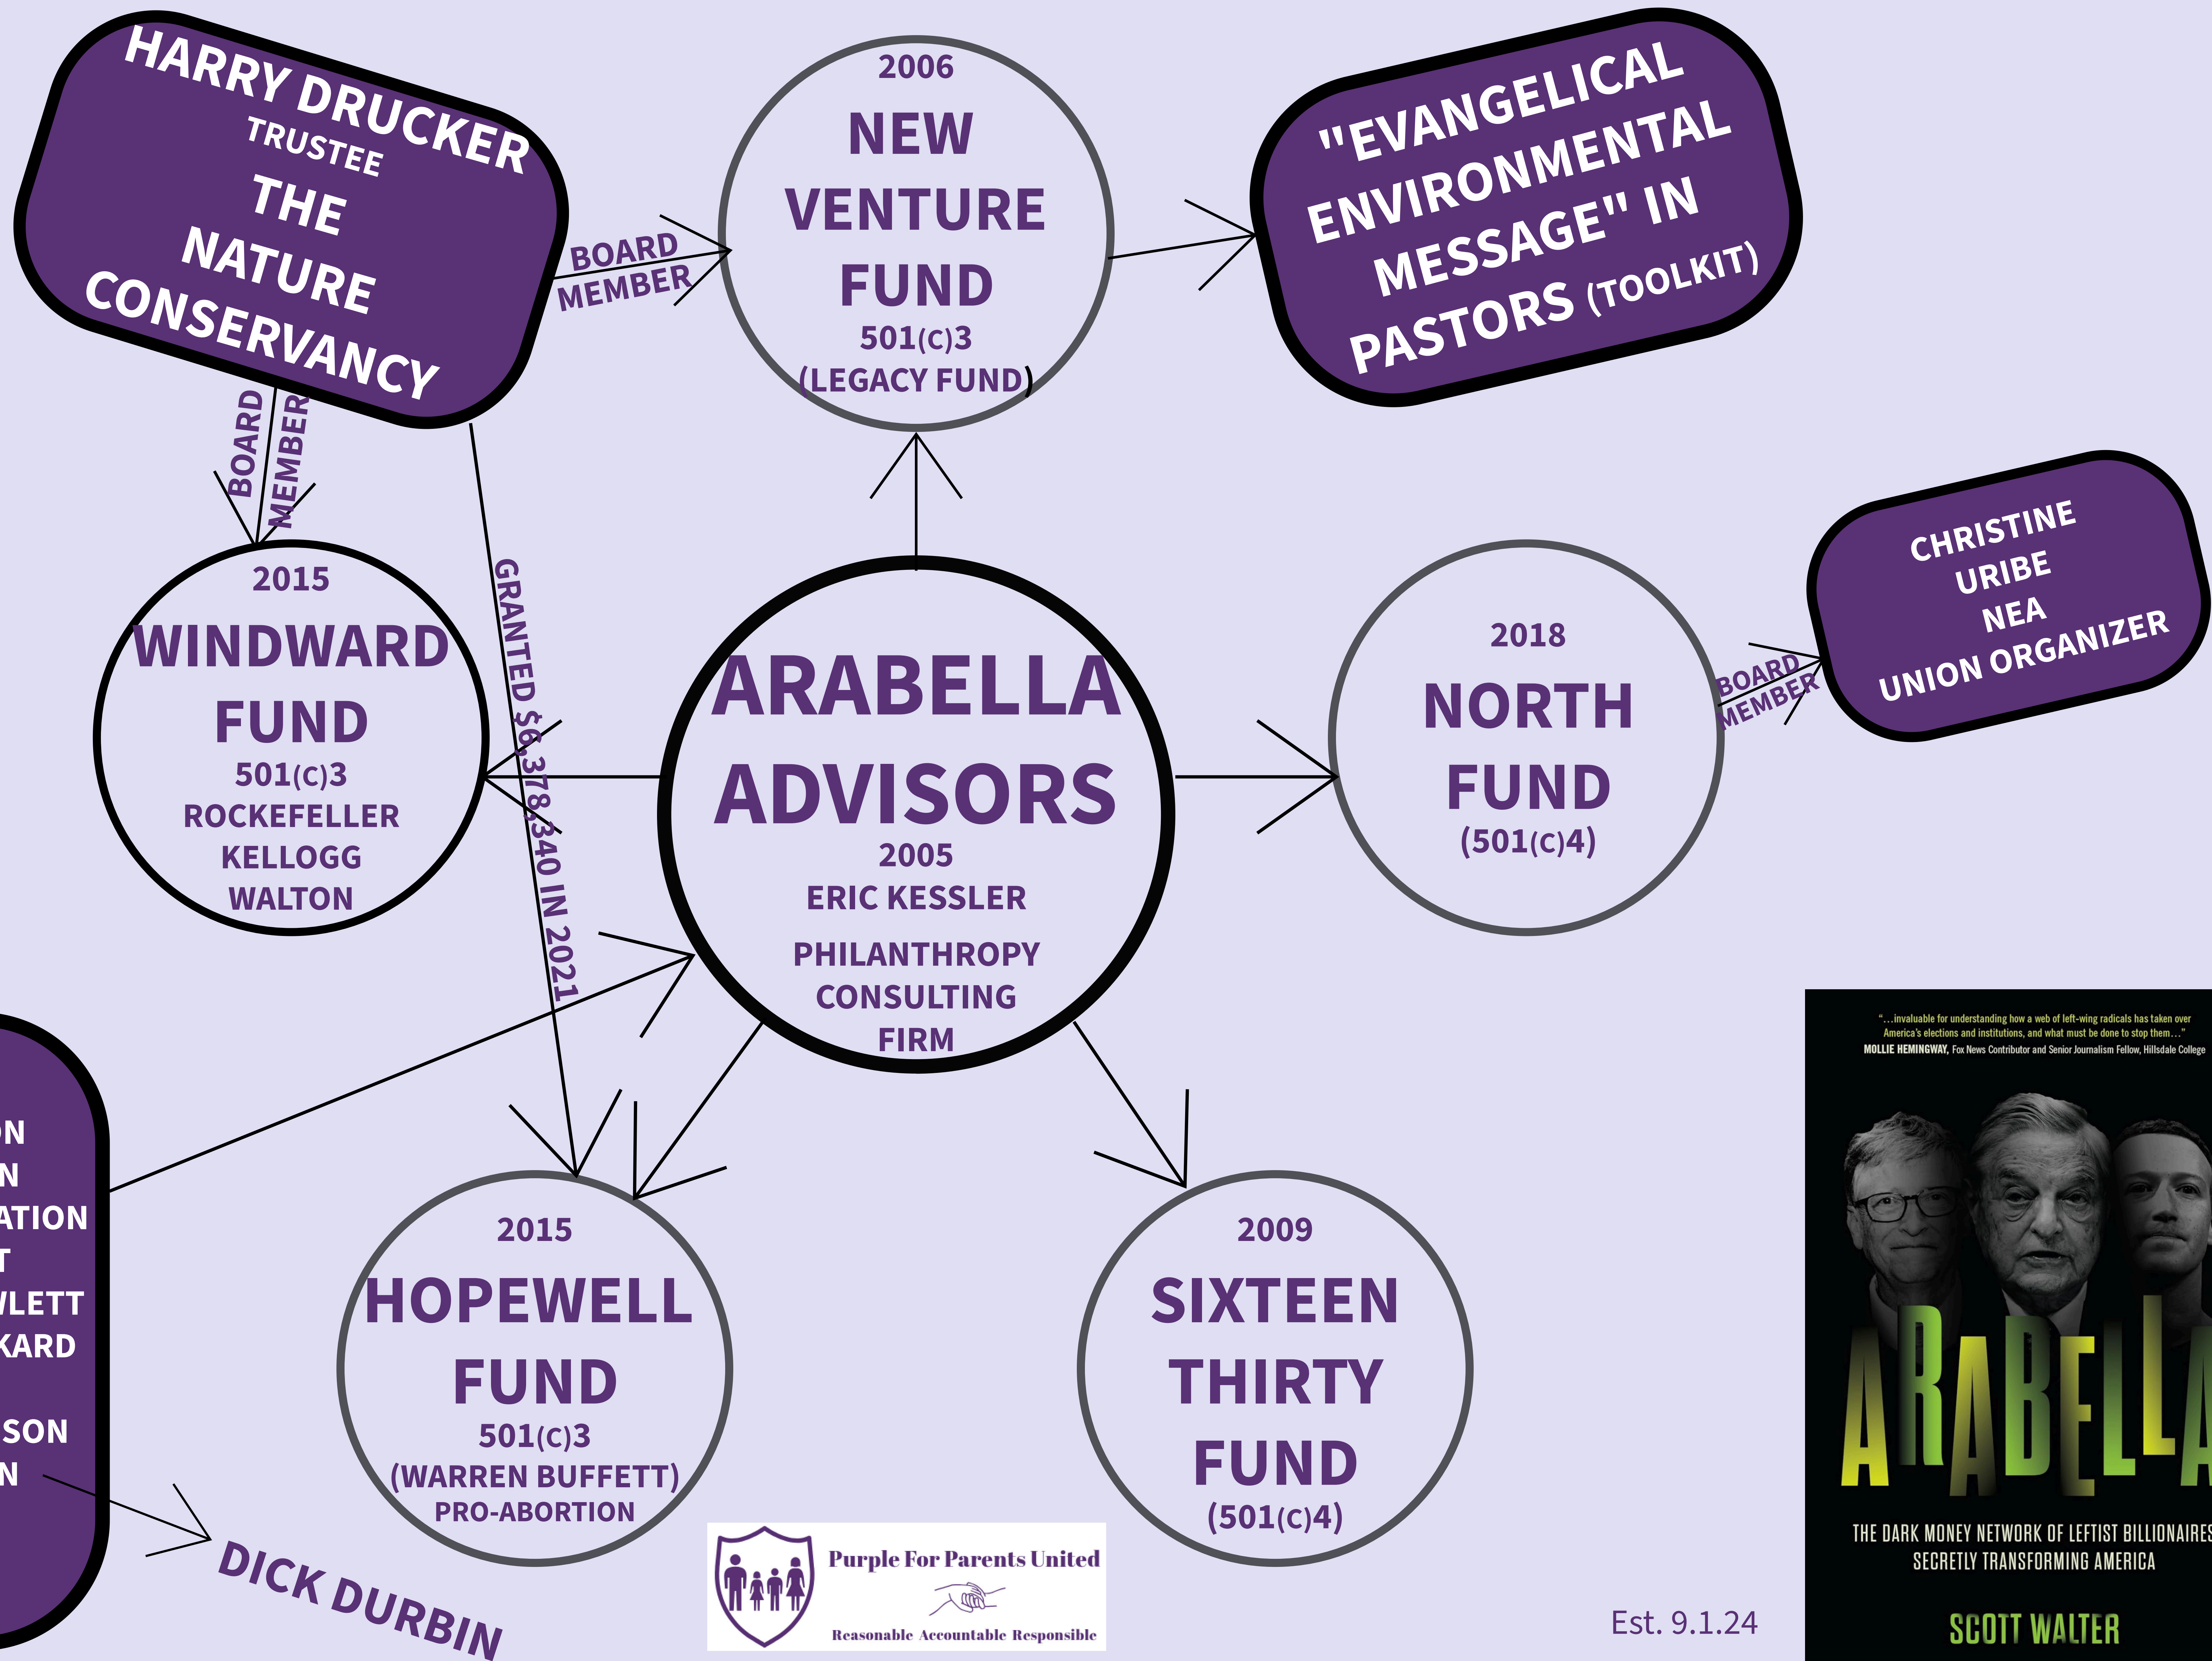 HARRY DRUCKER
TRUSTEE
THE
NATURE
CONSERVANCY
BOARD
MEMBER
2006
NEW
VENTURE
FUND
501(C)3
(LEGACY FUND)
"EVANGELICAL
ENVIRONMENTAL
MESSAGE" IN
PASTORS (TOOLKIT)
BOARD
MEMBER
GRANTED $6,378,340 IN 2021
2015
WINDWARD
FUND
501(C)3
ROCKEFELLER
KELLOGG
WALTON
ARABELLA
ADVISORS
2005
ERIC KESSLER
PHILANTHROPY
CONSULTING
FIRM
2018
NORTH
FUND
(501(C)4)
BOARD
MEMBER
CHRISTINE
URIBE
NEA
UNION ORGANIZER
ON
N
ATION
T
WLETT
KARD
SON
N
DICK DURBIN
2015
HOPEWELL
FUND
501(C)3
(WARREN BUFFETT)
PRO-ABORTION
2009
SIXTEEN
THIRTY
FUND
(501(C)4)
Purple For Parents United
Reasonable Accountable Responsible
Est. 9.1.24
“...invaluable for understanding how a web of left-wing radicals has taken over
America’s elections and institutions, and what must be done to stop them...”
MOLLIE HEMINGWAY, Fox News Contributor and Senior Journalism Fellow, Hillsdale College
ARABELLA
THE DARK MONEY NETWORK OF LEFTIST BILLIONAIRES
SECRETLY TRANSFORMING AMERICA
SCOTT WALTER